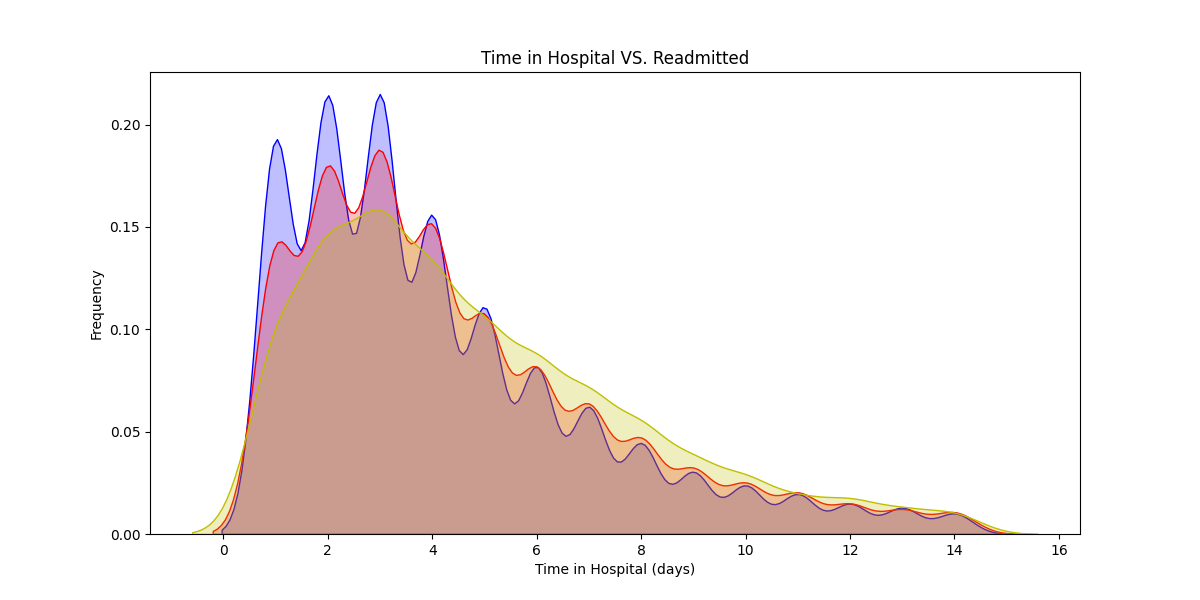 Time in Hospital VS. Readmitted
Frequency
0.20
0.15
0.10
0.05
0.00
0 2 4 6 8 10 12 14 16
Time in Hospital (days)